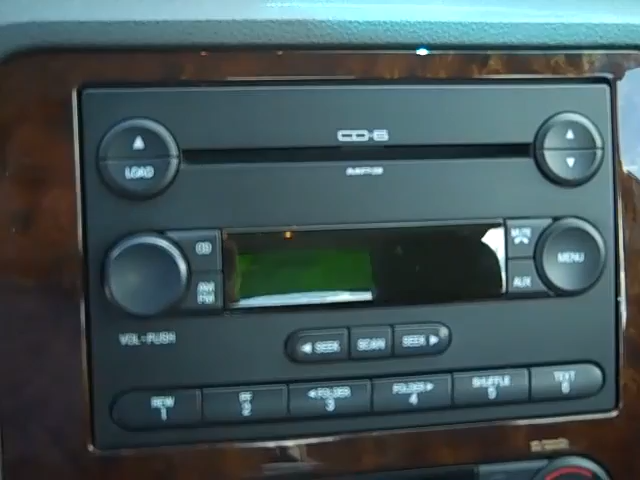 CD-6
LOAD
MP3
CD
MUTE
MENU
AM
FM
AUX
VOL-PUSH
SEEK SCAN SEEK
REW FF FOLDER FOLDER SHUFFLE TEXT
1 2 3 4 5 6